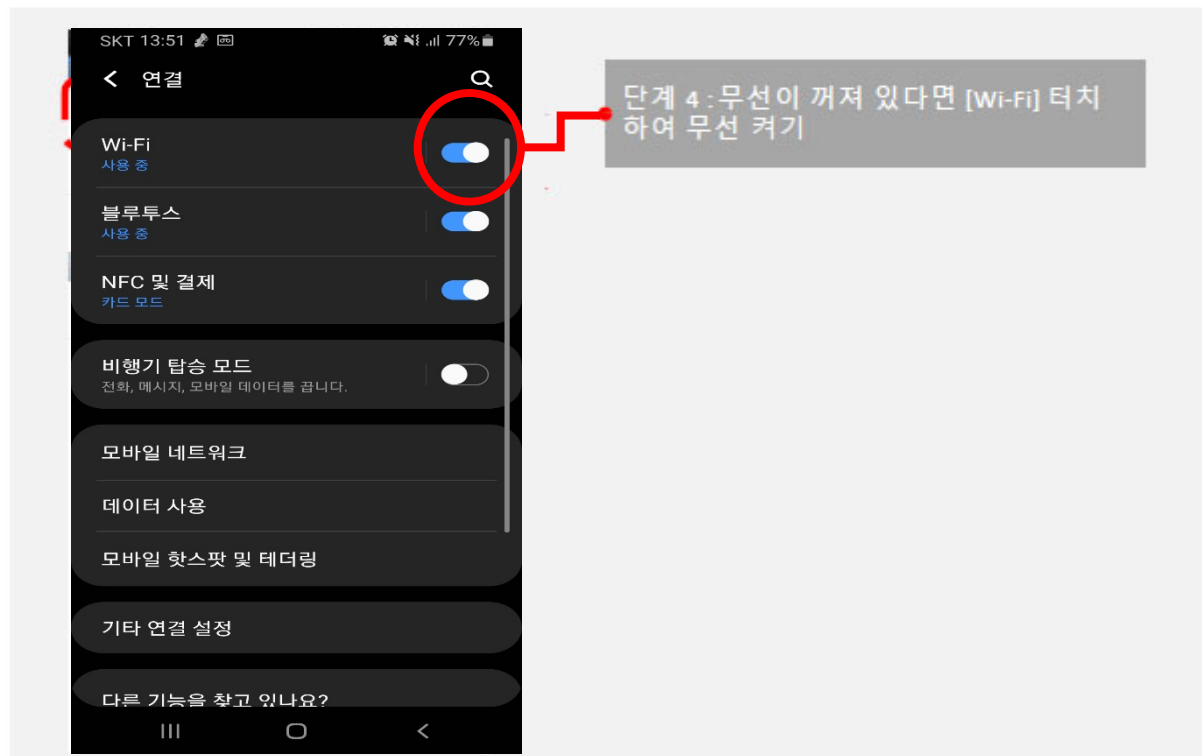 SKT 13:51
77%
연결
Wi-Fi
사용 중
블루투스
사용 중
NFC 및 결제
카드 모드
비행기 탑승 모드
전화, 메시지, 모바일 데이터를 끕니다.
모바일 네트워크
데이터 사용
모바일 핫스팟 및 테더링
기타 연결 설정
다른 기능을 찾고 있나요?
단계 4 : 무선이 꺼져 있다면 [Wi-Fi] 터치
하여 무선 켜기